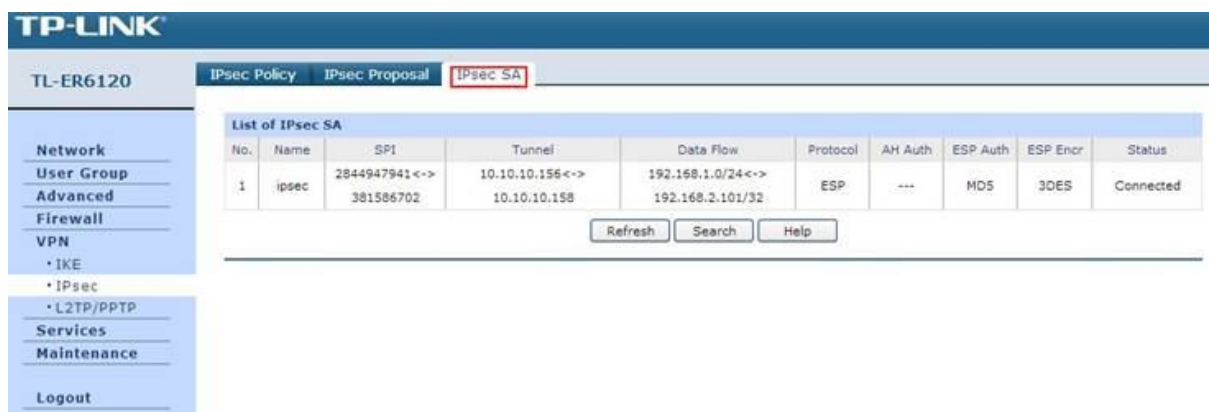 TP-LINK
TL-ER6120
IPsec Policy IPsec Proposal IPsec SA
List of IPsec SA
No. Name SPI Tunnel Data Flow Protocol AH Auth ESP Auth ESP Encr Status
1 ipsec 2844947941<-> 10.10.10.156<-> 192.168.1.0/24<-> ESP --- MD5 3DES Connected
381586702 10.10.10.158 192.168.2.101/32
Refresh Search Help
Network
User Group
Advanced
Firewall
VPN
• IKE
• IPsec
• L2TP/PPTP
Services
Maintenance
Logout